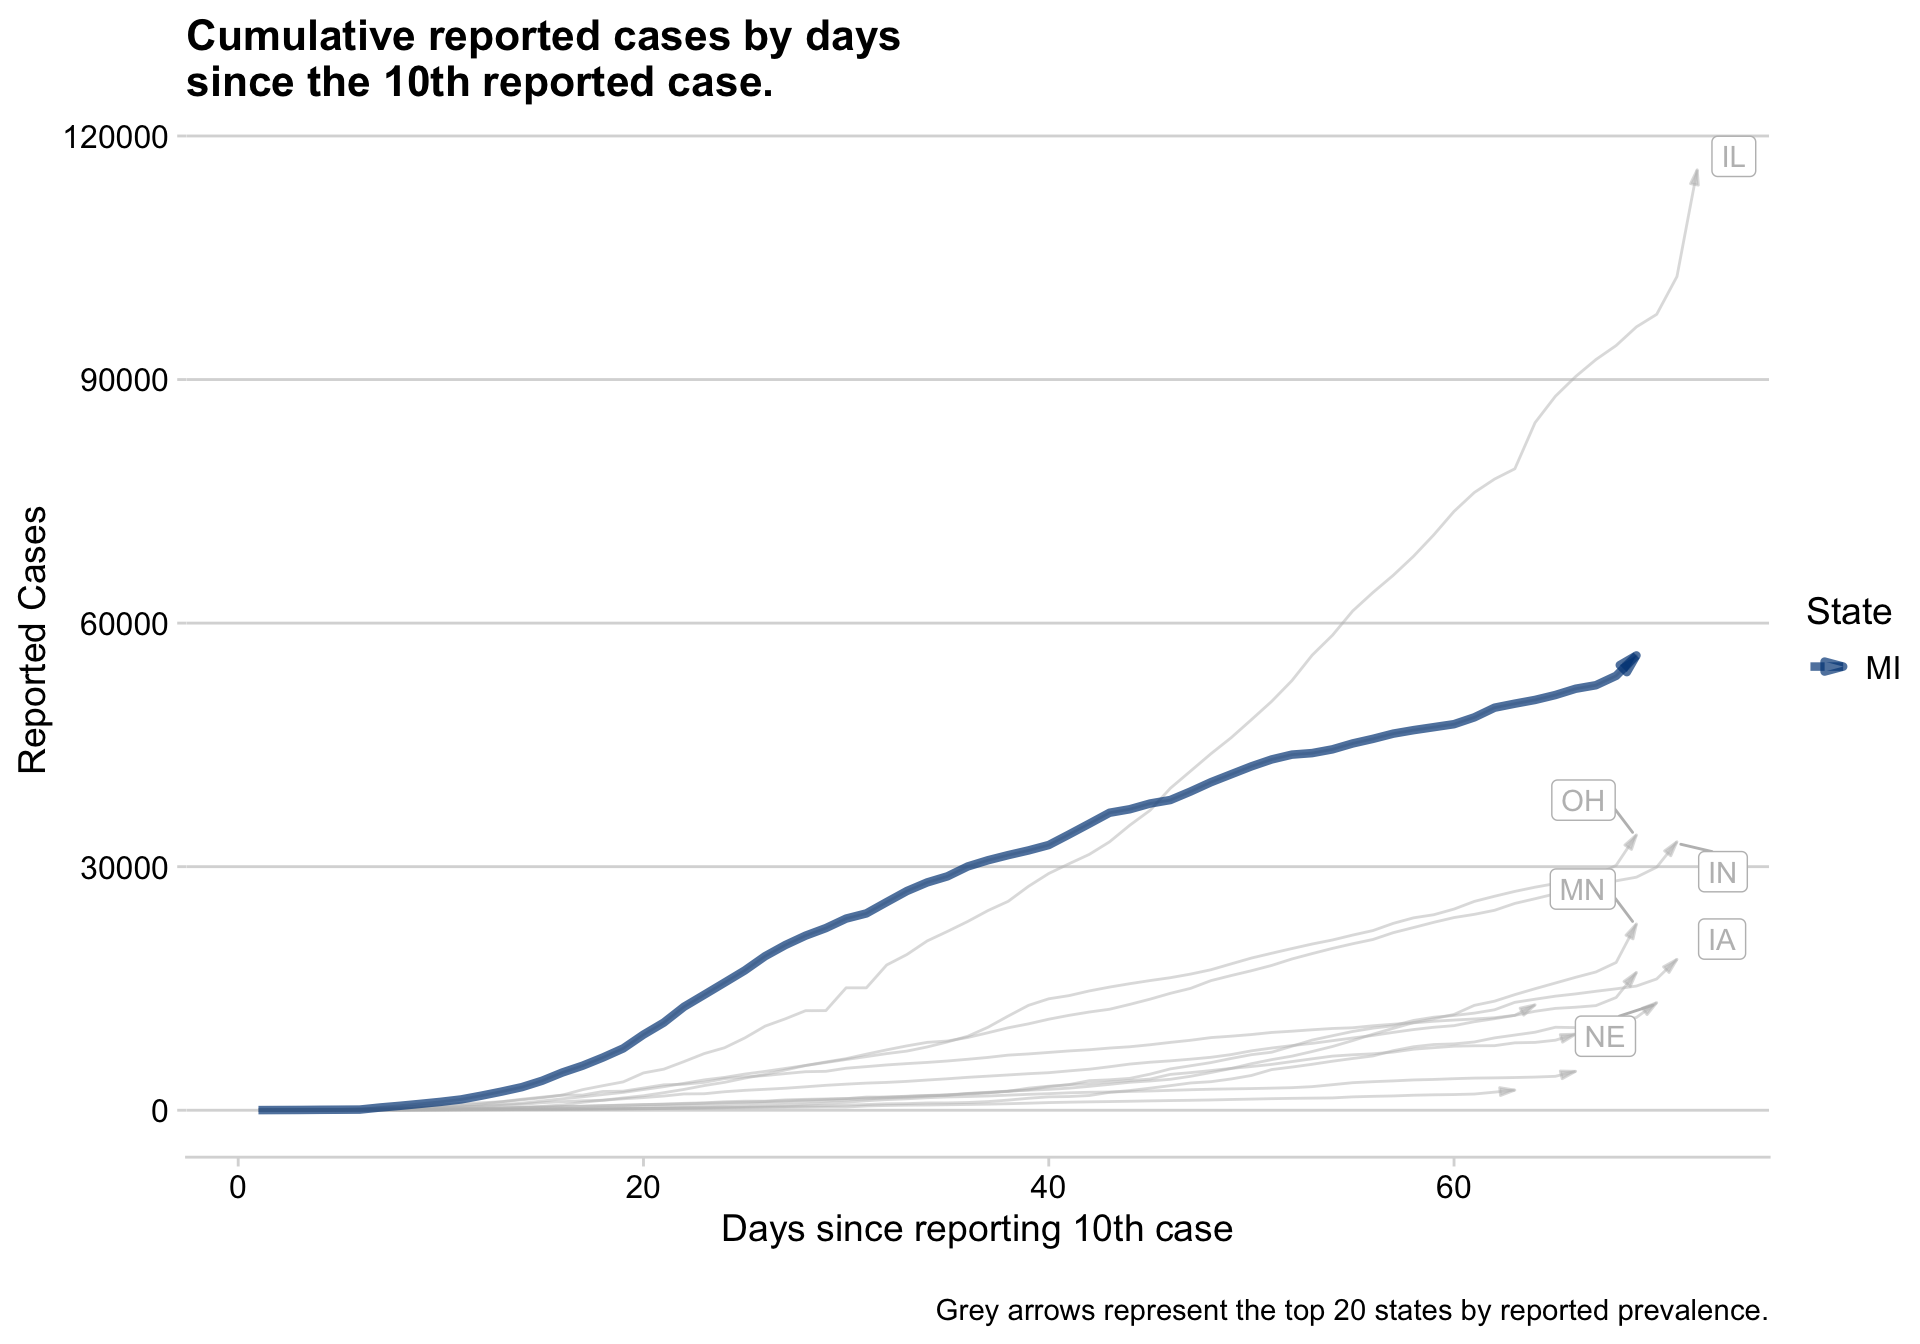 Cumulative reported cases by days
since the 10th reported case.
120000
90000
60000
30000
0
Reported Cases
IL
OH
IN
MN
IA
NE
State
MI
0 20 40 60
Days since reporting 10th case
Grey arrows represent the top 20 states by reported prevalence.